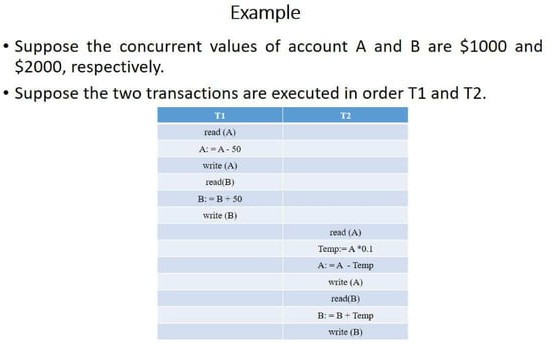 Example
• Suppose the concurrent values of account A and B are $1000 and
$2000, respectively.
• Suppose the two transactions are executed in order T1 and T2.
T1 T2
read (A)
A: = A - 50
write (A)
read(B)
B: = B + 50
write (B)
read (A)
Temp:= A *0.1
A: = A - Temp
write (A)
read(B)
B: = B + Temp
write (B)